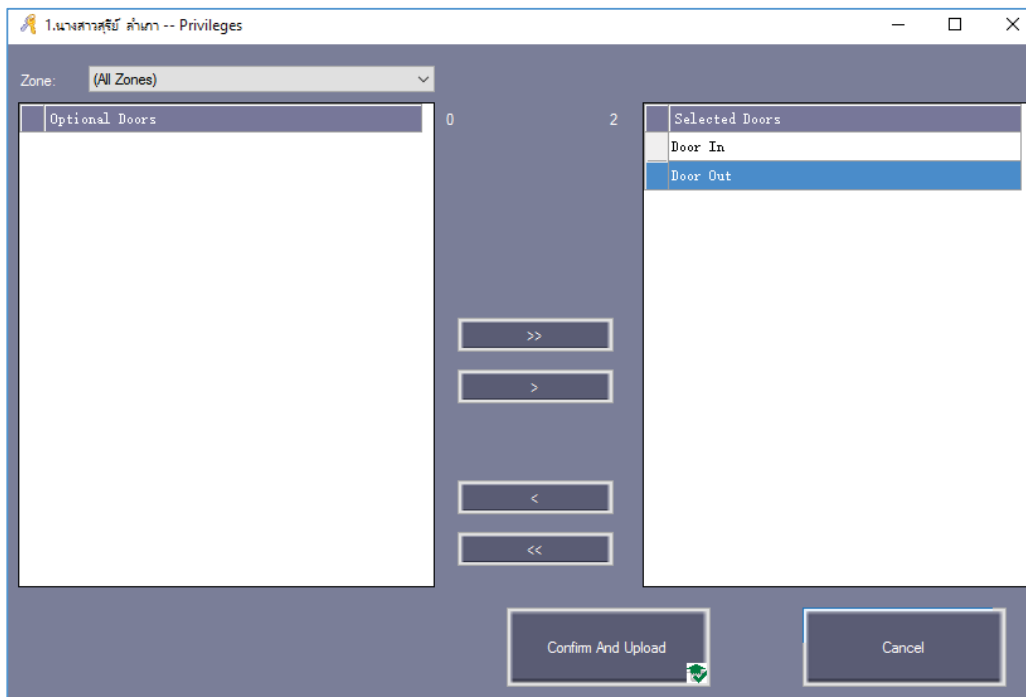 1.นางสาวสุรีย์ ลำเภา -- Privileges
Zone: (All Zones)
Optional Doors 0 2 Selected Doors
Door In
Door Out
>>
>
<
<<
Confirm And Upload Cancel